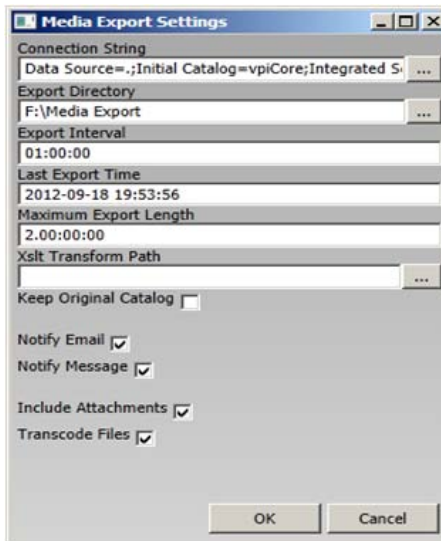 Media Export Settings
Connection String
Data Source=.;Initial Catalog=vpiCore;Integrated
...
Export Directory
F:\Media Export
...
Export Interval
01:00:00
Last Export Time
2012-09-18 19:53:56
Maximum Export Length
2.00:00:00
Xslt Transform Path
...
Keep Original Catalog
Notify Email
Notify Message
Include Attachments
Transcode Files
OK Cancel